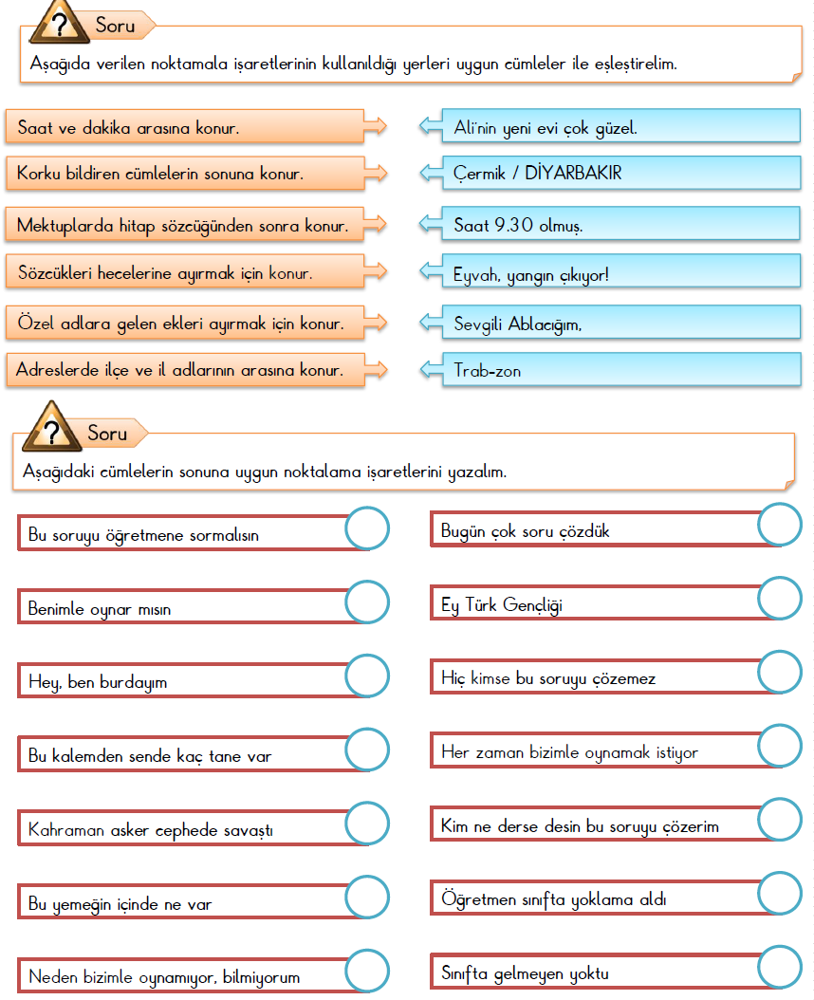 ?
Soru
Aşağıda verilen noktamala işaretlerinin kullanıldığı yerleri uygun cümleler ile eşleştirelim.
Saat ve dakika arasına konur.
Ali'nin yeni evi çok güzel.
Korku bildiren cümlelerin sonuna konur.
Çermik / DİYARBAKIR
Mektuplarda hitap sözcüğünden sonra konur.
Saat 9.30 olmuş.
Sözcükleri hecelerine ayırmak için konur.
Eyvah, yangın çıkıyor!
Özel adlara gelen ekleri ayırmak için konur.
Sevgili Ablacığım,
Adreslerde ilçe ve il adlarının arasına konur.
Trab-zon
?
Soru
Aşağıdaki cümlelerin sonuna uygun noktalama işaretlerini yazalım.
Bu soruyu öğretmene sormalısın
Bugün çok soru çözdük
Benimle oynar mısın
Ey Türk Gençliği
Hey, ben burdayım
Hiç kimse bu soruyu çözemez
Bu kalemden sende kaç tane var
Her zaman bizimle oynamak istiyor
Kahraman asker cephede savaştı
Kim ne derse desin bu soruyu çözerim
Bu yemeğin içinde ne var
Öğretmen sınıfta yoklama aldı
Neden bizimle oynamıyor, bilmiyorum
Sınıfta gelmeyen yoktu